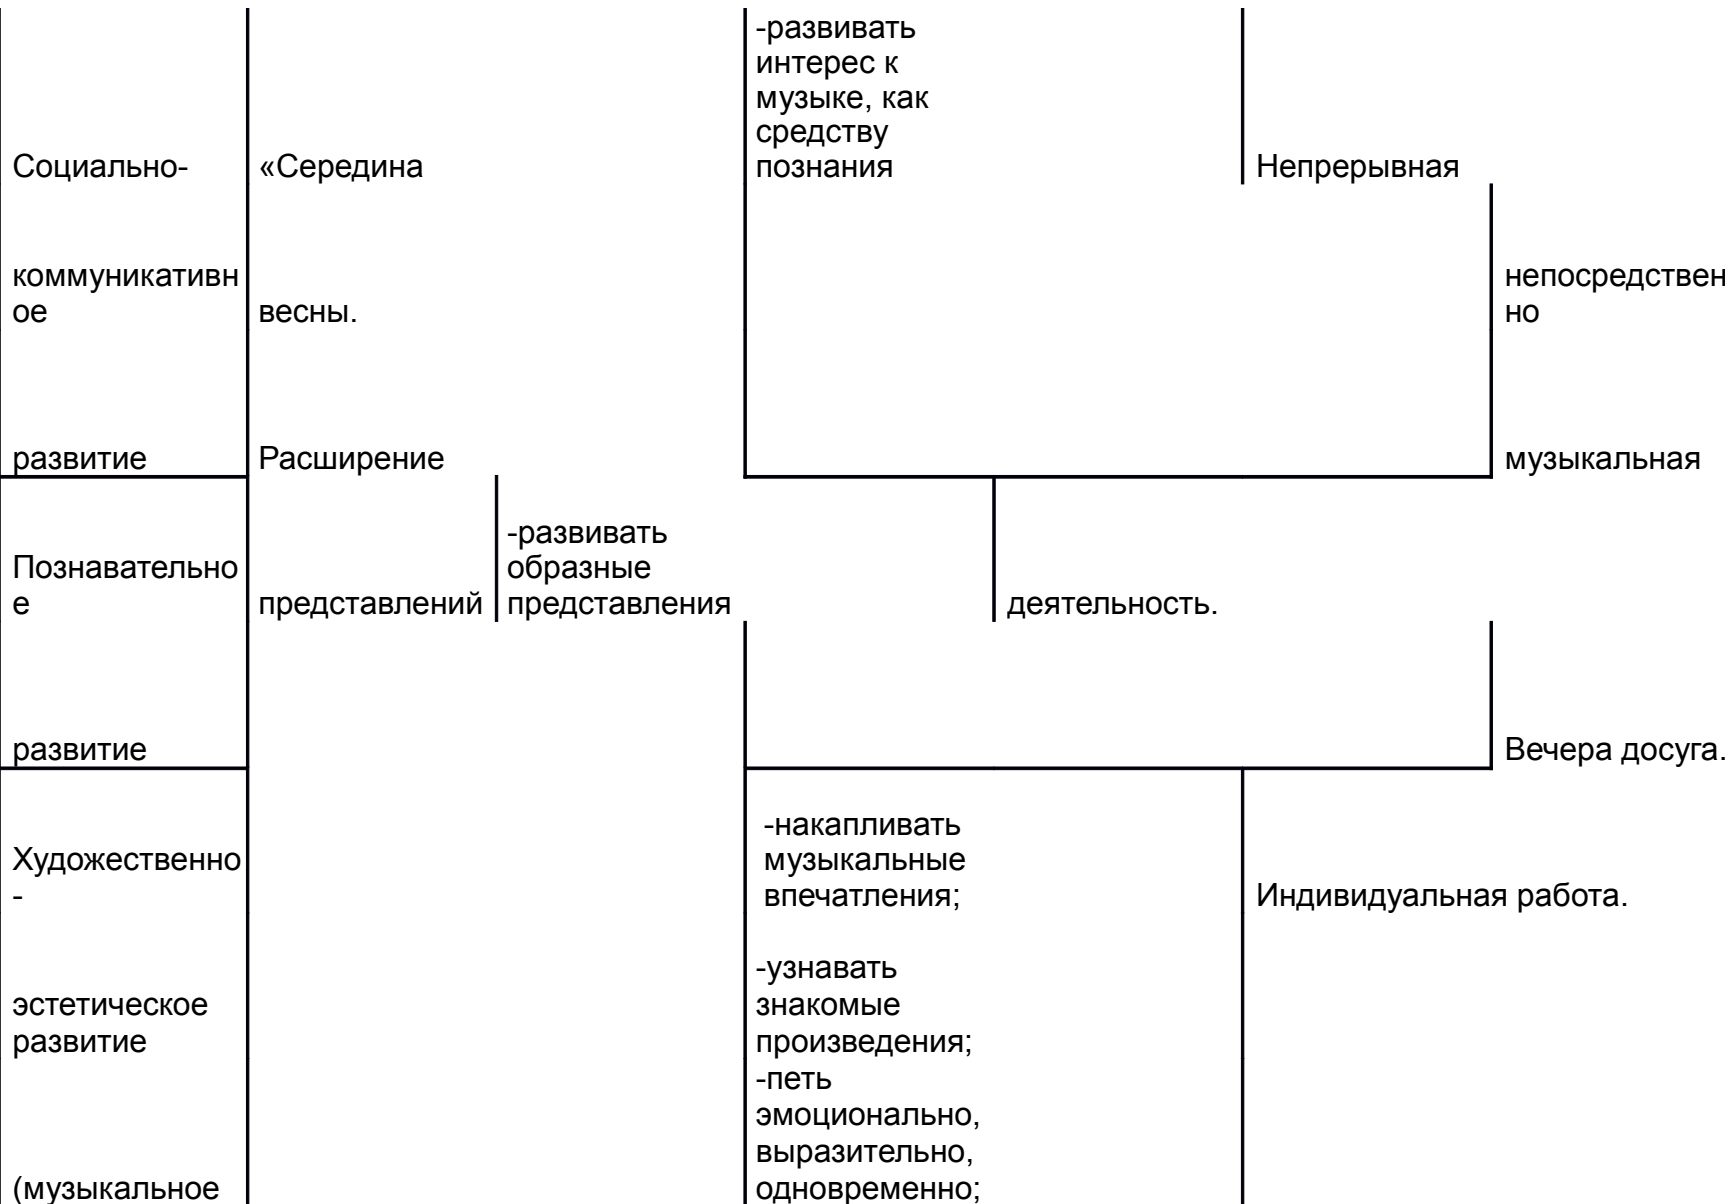 -развивать
интерес к
музыке, как
средству
Социально- «Середина познания Непрерывная
коммуникативн непосредствен
ое весны. но
развитие Расширение музыкальная
-развивать
Познавательно образные
е представлений представления деятельность.
развитие Вечера досуга.
-накапливать
Художественно музыкальные
- впечатления; Индивидуальная работа.
-узнавать
эстетическое знакомые
развитие произведения;
-петь
эмоционально,
выразительно,
(музыкальное одновременно;